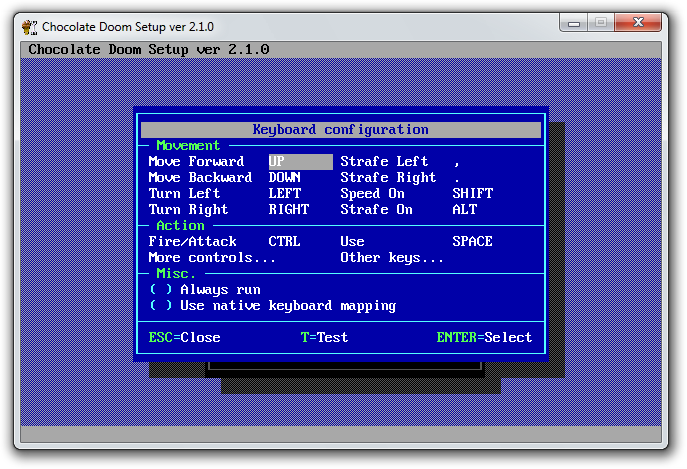 Chocolate Doom Setup ver 2.1.0
Chocolate Doom Setup ver 2.1.0
Keyboard configuration
Movement
Move Forward UP Strafe Left ,
Move Backward DOWN Strafe Right .
Turn Left LEFT Speed On SHIFT
Turn Right RIGHT Strafe On ALT
Action
Fire/Attack CTRL Use SPACE
More controls... Other keys...
Misc.
( ) Always run
( ) Use native keyboard mapping
ESC=Close T=Test ENTER=Select